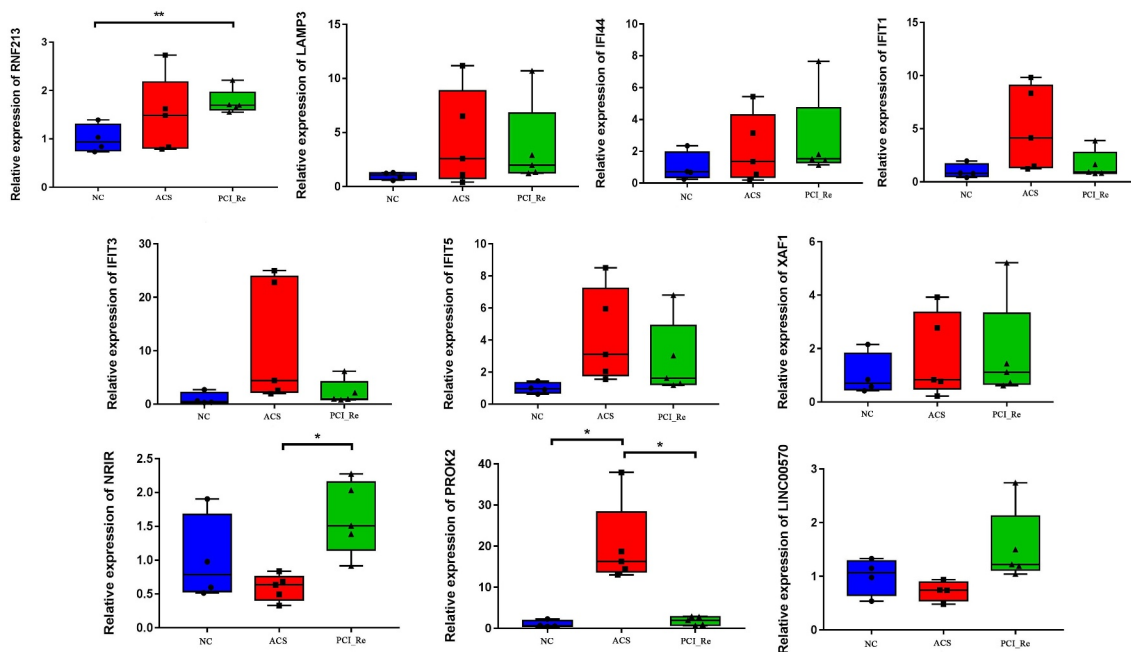 Relative expression of RNF213
**
3
2
1
0
NC ACS PCI_Re
Relative expression of LAMP3
15
10
5
0
NC ACS PCI_Re
Relative expression of IFI44
10
8
6
4
2
0
NC ACS PCI_Re
Relative expression of IFIT1
15
10
5
0
NC ACS PCI_Re
Relative expression of IFIT3
30
20
10
0
NC ACS PCI_Re
Relative expression of IFIT5
10
8
6
4
2
0
NC ACS PCI_Re
Relative expression of XAF1
6
4
2
0
NC ACS PCI_Re
Relative expression of NRIR
*
2.5
2.0
1.5
1.0
0.5
0.0
NC ACS PCI_Re
Relative expression of PROK2
* *
40
30
20
10
0
NC ACS PCI_Re
Relative expression of LINC00570
3
2
1
0
NC ACS PCI_Re